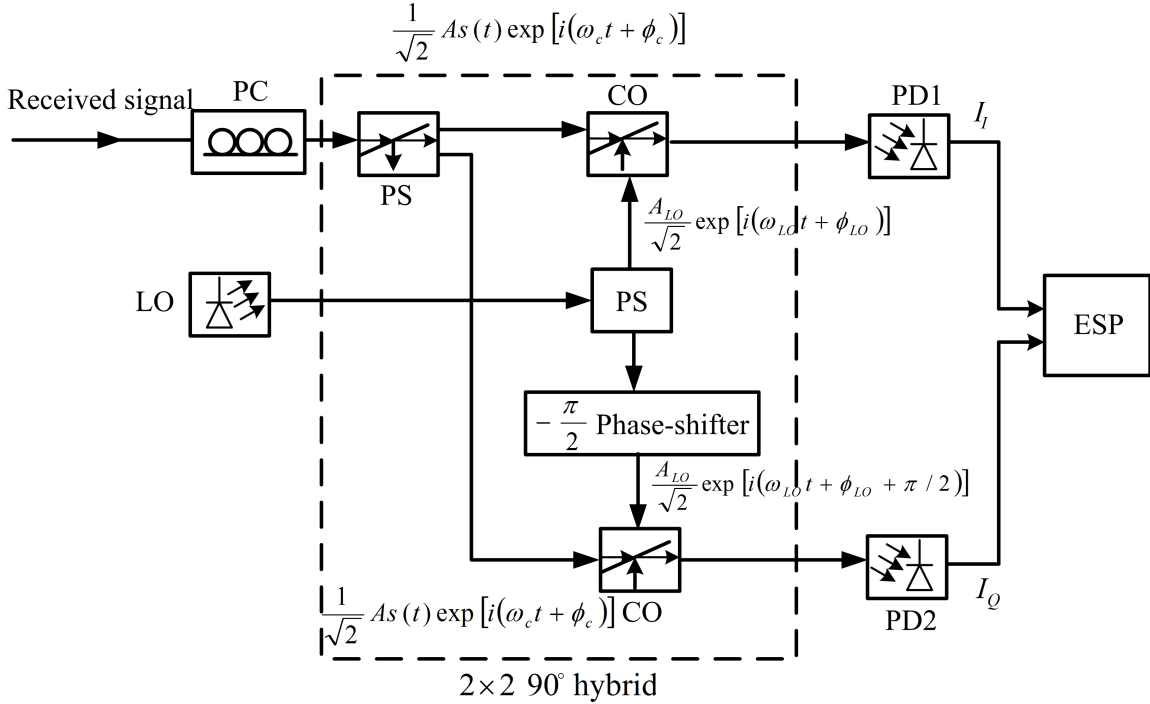 1/√2 As(t) exp[i(ω_c t + ϕ_c)]
Received signal
PC
CO
PD1
I_I
PS
A_LO/√2 exp[i(ω_LO t + ϕ_LO)]
LO
PS
ESP
− π/2 Phase-shifter
A_LO/√2 exp[i(ω_LO t + ϕ_LO + π / 2)]
1/√2 As(t) exp[i(ω_c t + ϕ_c)]
CO
PD2
I_Q
2×2 90° hybrid